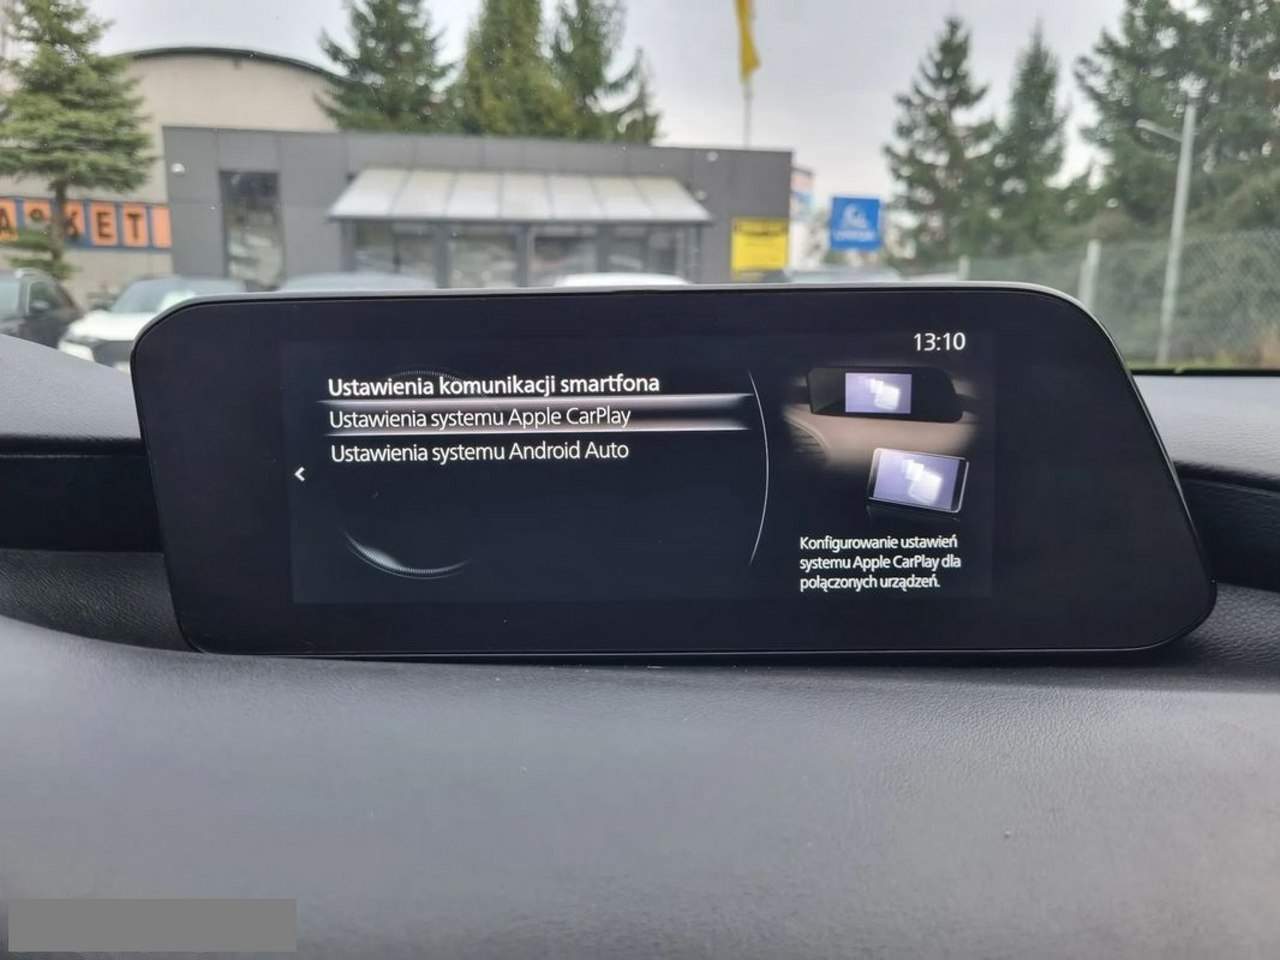 ARKET
13:10
Ustawienia komunikacji smartfona
Ustawienia systemu Apple CarPlay
Ustawienia systemu Android Auto
Konfigurowanie ustawień
systemu Apple CarPlay dla
połączonych urządzeń.